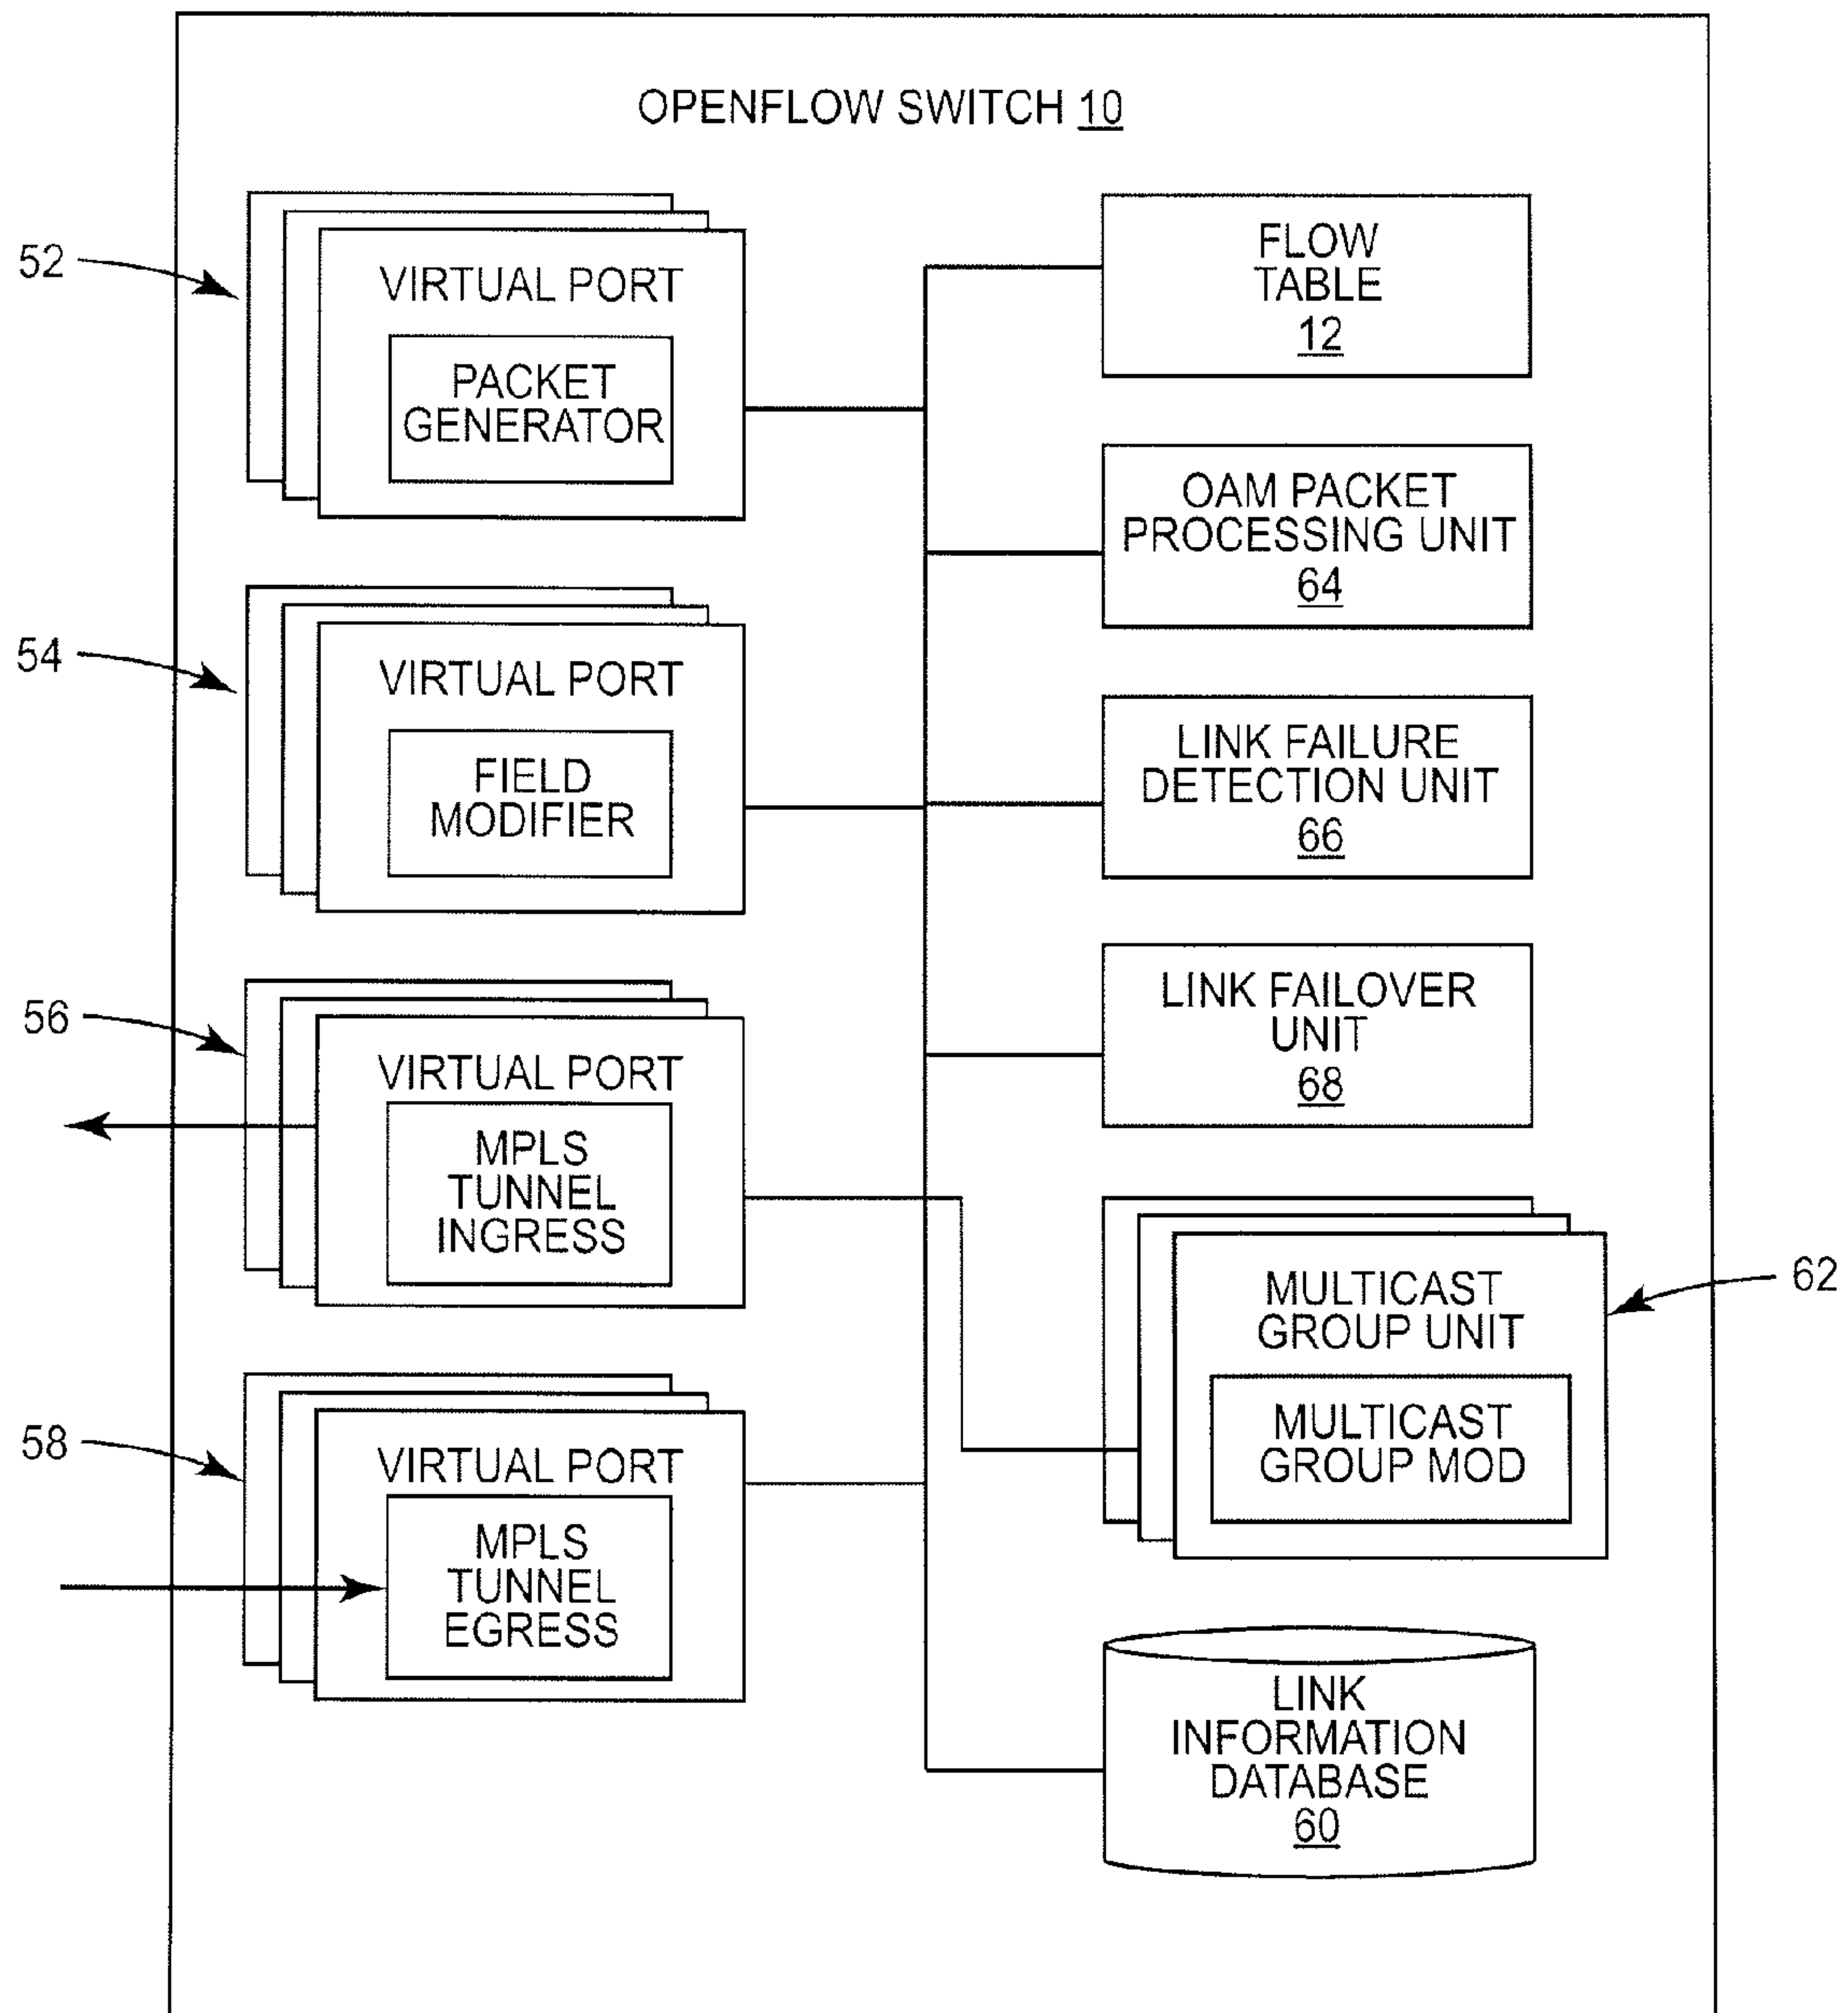 OPENFLOW SWITCH 10
52
VIRTUAL PORT
PACKET
GENERATOR
54
VIRTUAL PORT
FIELD
MODIFIER
56
VIRTUAL PORT
MPLS
TUNNEL
INGRESS
58
VIRTUAL PORT
MPLS
TUNNEL
EGRESS
FLOW
TABLE
12
OAM PACKET
PROCESSING UNIT
64
LINK FAILURE
DETECTION UNIT
66
LINK FAILOVER
UNIT
68
MULTICAST
GROUP UNIT
MULTICAST
GROUP MOD
62
LINK
INFORMATION
DATABASE
60